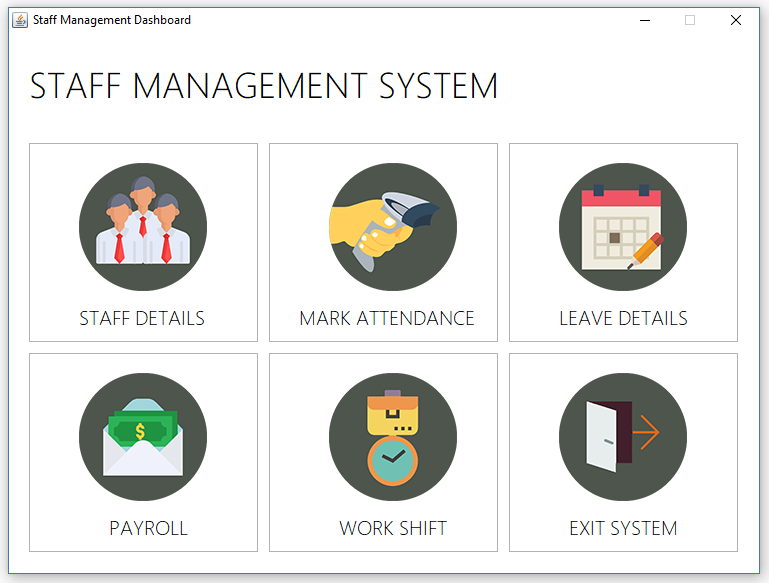 Staff Management Dashboard
STAFF MANAGEMENT SYSTEM
STAFF DETAILS
MARK ATTENDANCE
LEAVE DETAILS
$
PAYROLL
WORK SHIFT
EXIT SYSTEM